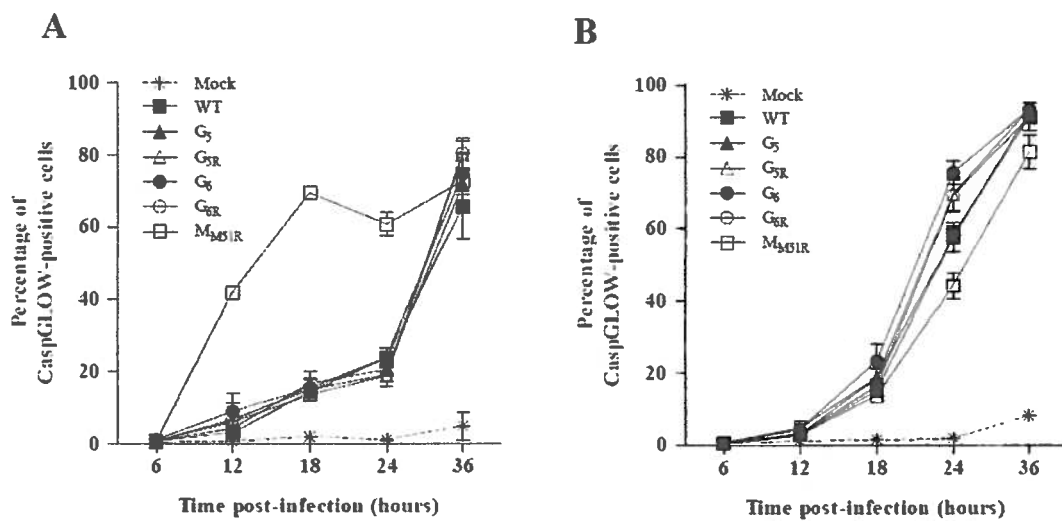 A
Percentage of
CaspGLOW-positive cells
100
80
60
40
20
0
Mock
WT
G5
G5R
G6
G6R
MM51R
6 12 18 24 36
Time post-infection (hours)
B
Percentage of
CaspGLOW-positive cells
100
80
60
40
20
0
Mock
WT
G5
G5R
G6
G6R
MM51R
6 12 18 24 36
Time post-infection (hours)